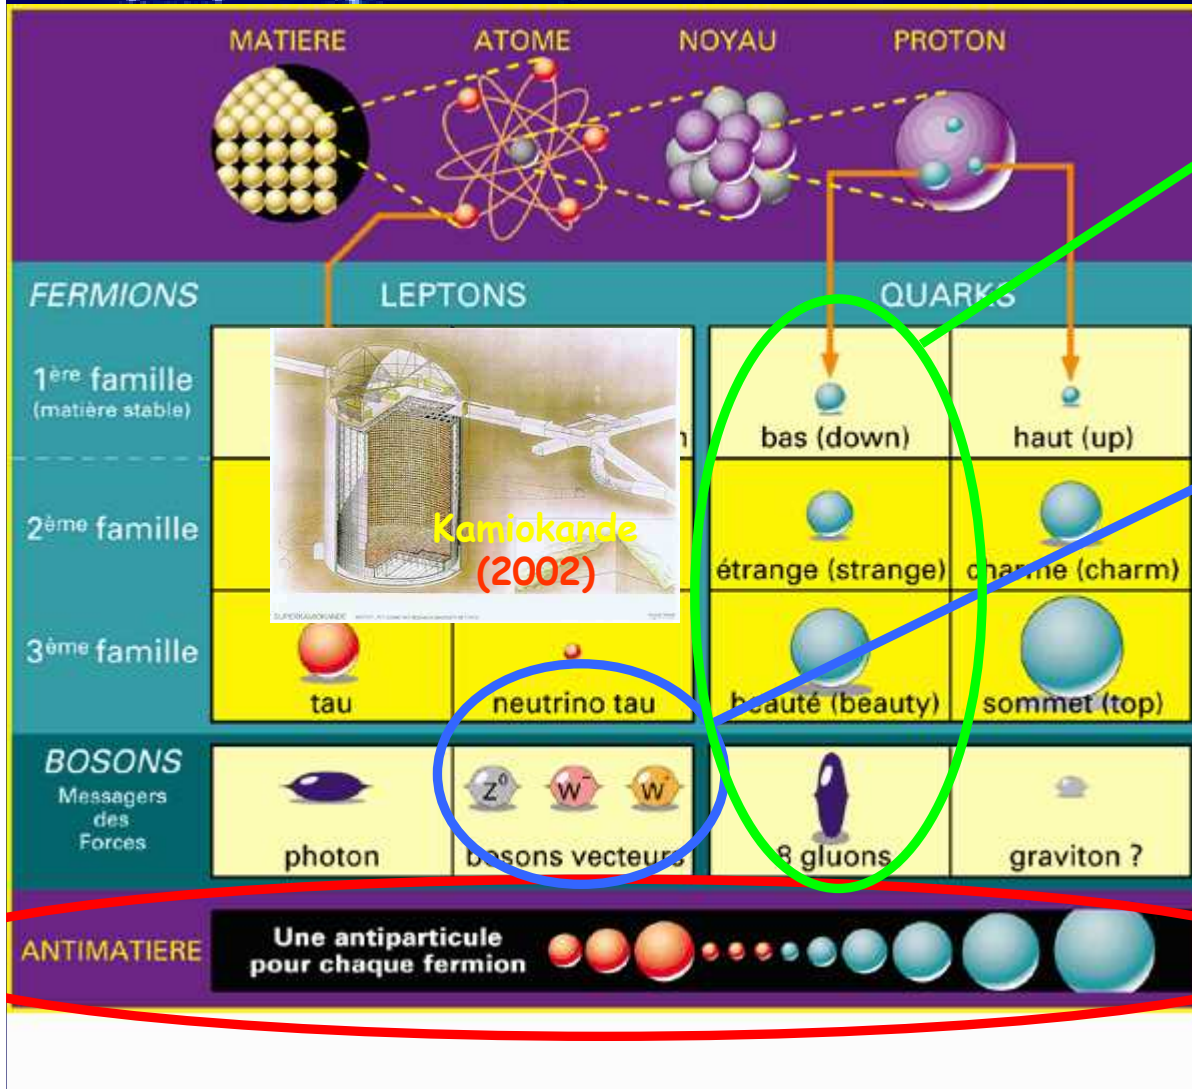 MATIERE
ATOME
NOYAU
PROTON
FERMIONS
LEPTONS
QUARKS
1ère famille
(matière stable)
bas (down)
haut (up)
2ème famille
Kamiokande
(2002)
étrange (strange)
charme (charm)
SUPERKAMIOKANDE
3ème famille
tau
neutrino tau
beauté (beauty)
sommet (top)
BOSONS
Messagers
des
Forces
Z⁰
W⁻
W⁺
photon
bosons vecteurs
8 gluons
graviton ?
ANTIMATIERE
Une antiparticule
pour chaque fermion